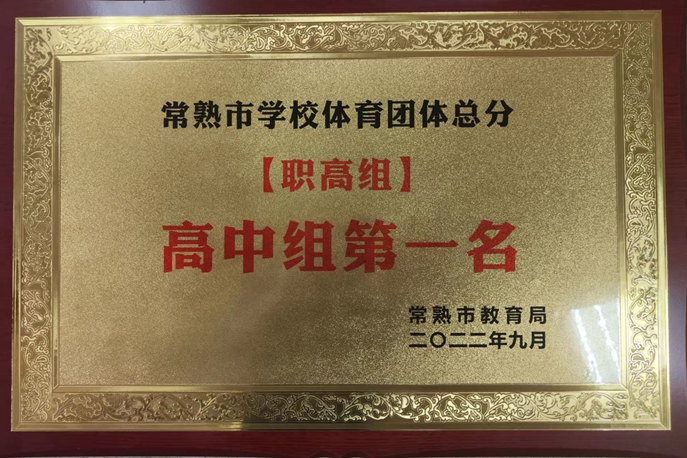 常熟市学校体育团体总分
【职高组】
高中组第一名
常熟市教育局
二〇二二年九月